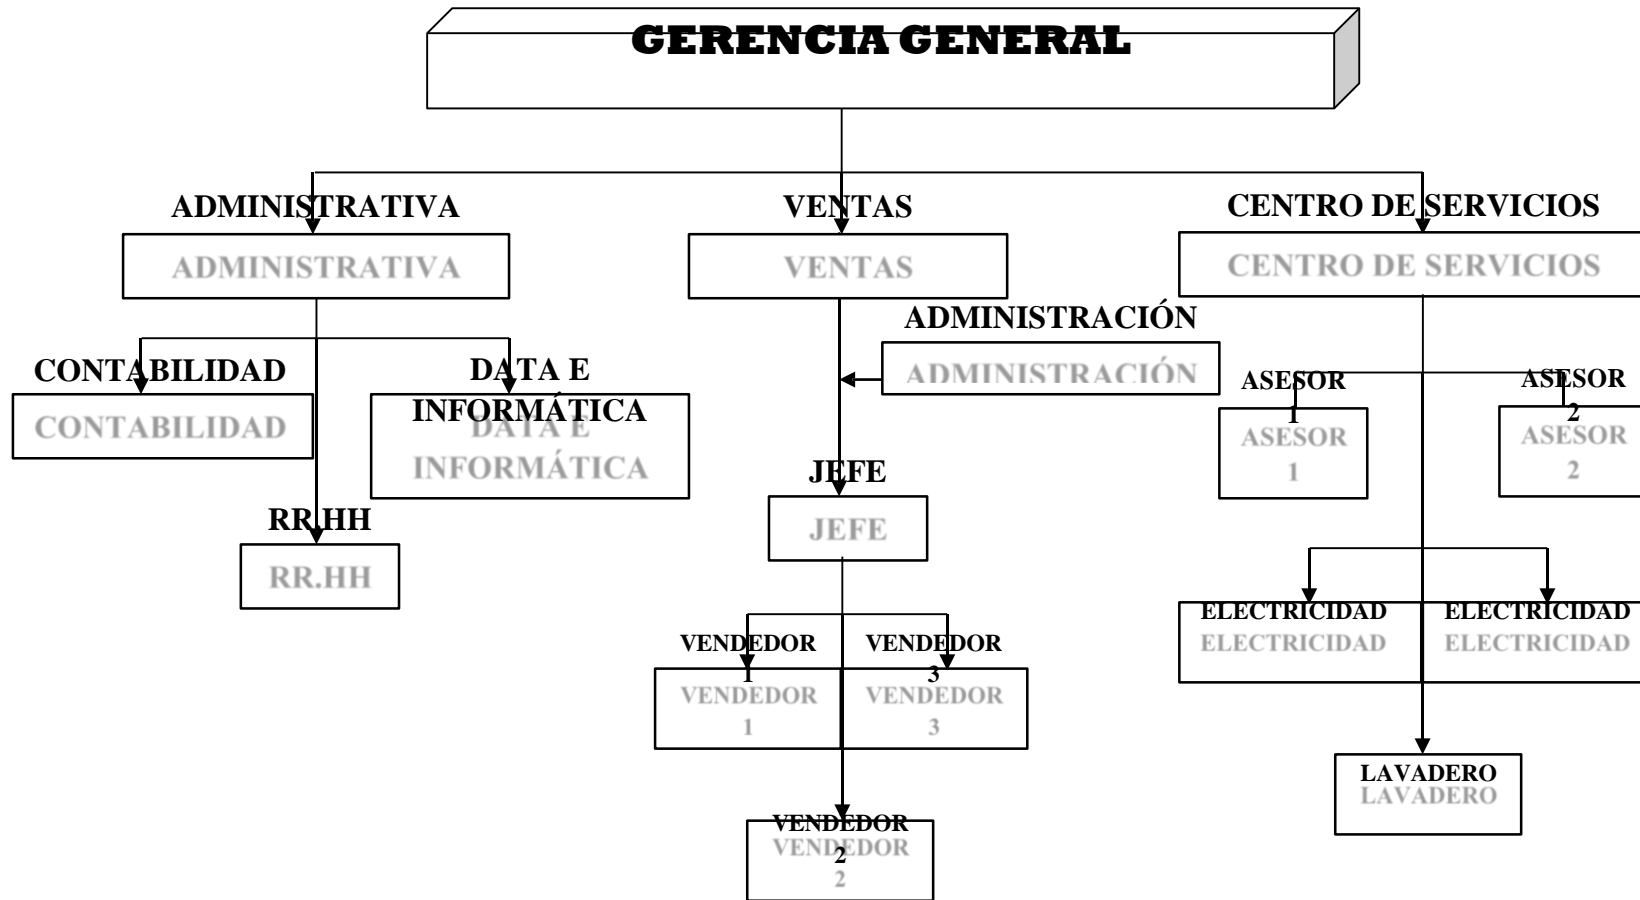 GERENCIA GENERAL
ADMINISTRATIVA
ADMINISTRATIVA
VENTAS
VENTAS
CENTRO DE SERVICIOS
CENTRO DE SERVICIOS
ADMINISTRACIÓN
ADMINISTRACIÓN
CONTABILIDAD
CONTABILIDAD
DATA E
INFORMÁTICA
DATA E
INFORMÁTICA
RR.HH
RR.HH
JEFE
JEFE
ASESOR
1
ASESOR
1
ASESOR
2
ASESOR
2
VENDEDOR
1
VENDEDOR
1
VENDEDOR
3
VENDEDOR
3
VENDEDOR
2
VENDEDOR
2
ELECTRICIDAD
ELECTRICIDAD
ELECTRICIDAD
ELECTRICIDAD
LAVADERO
LAVADERO